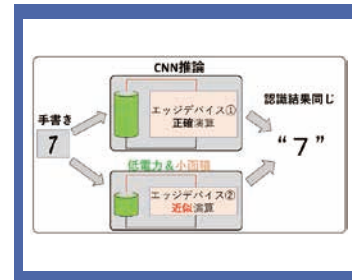 CNN推論
手書き
7
エッジデバイス①
正確演算
認識結果同じ
“7”
低電力&小面積
エッジデバイス②
近似演算